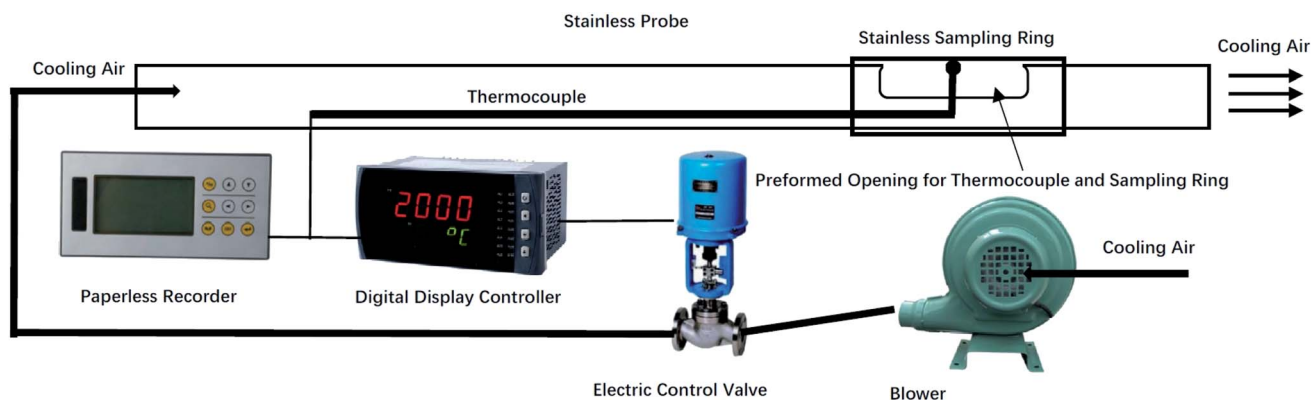 Stainless Probe
Stainless Sampling Ring
Cooling Air
Cooling Air
Thermocouple
Preformed Opening for Thermocouple and Sampling Ring
2000
°C
Cooling Air
Paperless Recorder
Digital Display Controller
Electric Control Valve
Blower